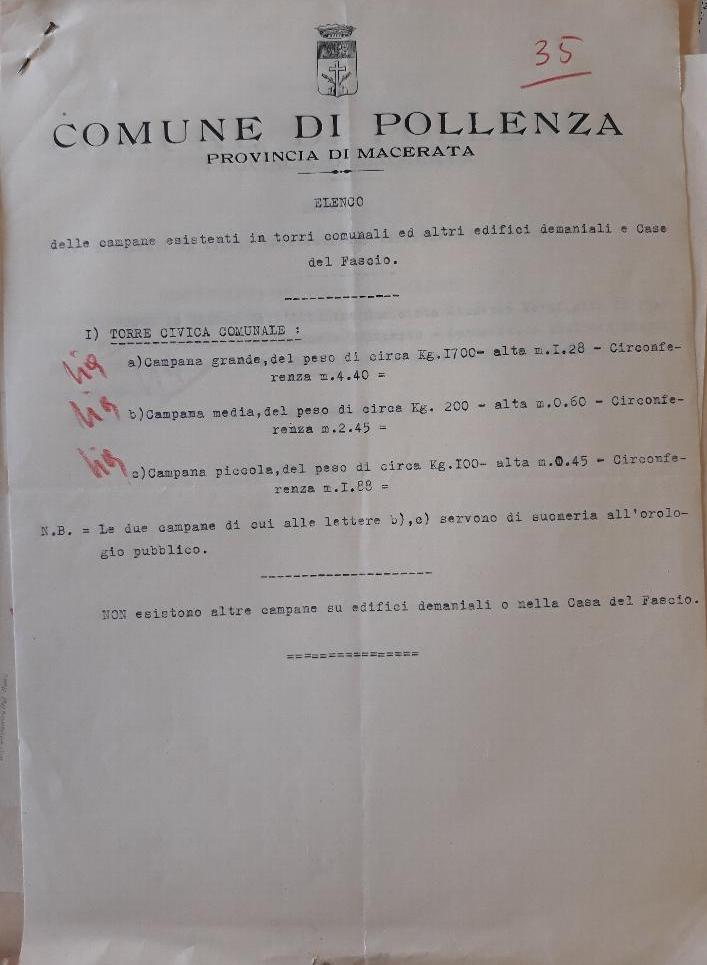 35
COMUNE DI POLLENZA
PROVINCIA DI MACERATA
ELENCO
delle campane esistenti in torri comunali ed altri edifici demaniali e Case
del Fascio.
--------------
I) TORRE CIVICA COMUNALE :
a)Campana grande,del peso di circa Kg.I700- alta m.I.28 - Circonfe-
renza m.4.40 =
b)Campana media,del peso di circa Kg. 200 - alta m.0.60 - Circonfe-
renza m.2.45 =
c)Campana piccola,del peso di circa Kg.I00- alta m.0.45 - Circonfe-
renza m.I.88 =
N.B. = Le due campane di cui alle lettere b),c) servono di suoneria all'orolo-
gio pubblico.
---------------------
NON esistono altre campane su edifici demaniali o nella Casa del Fascio.
================